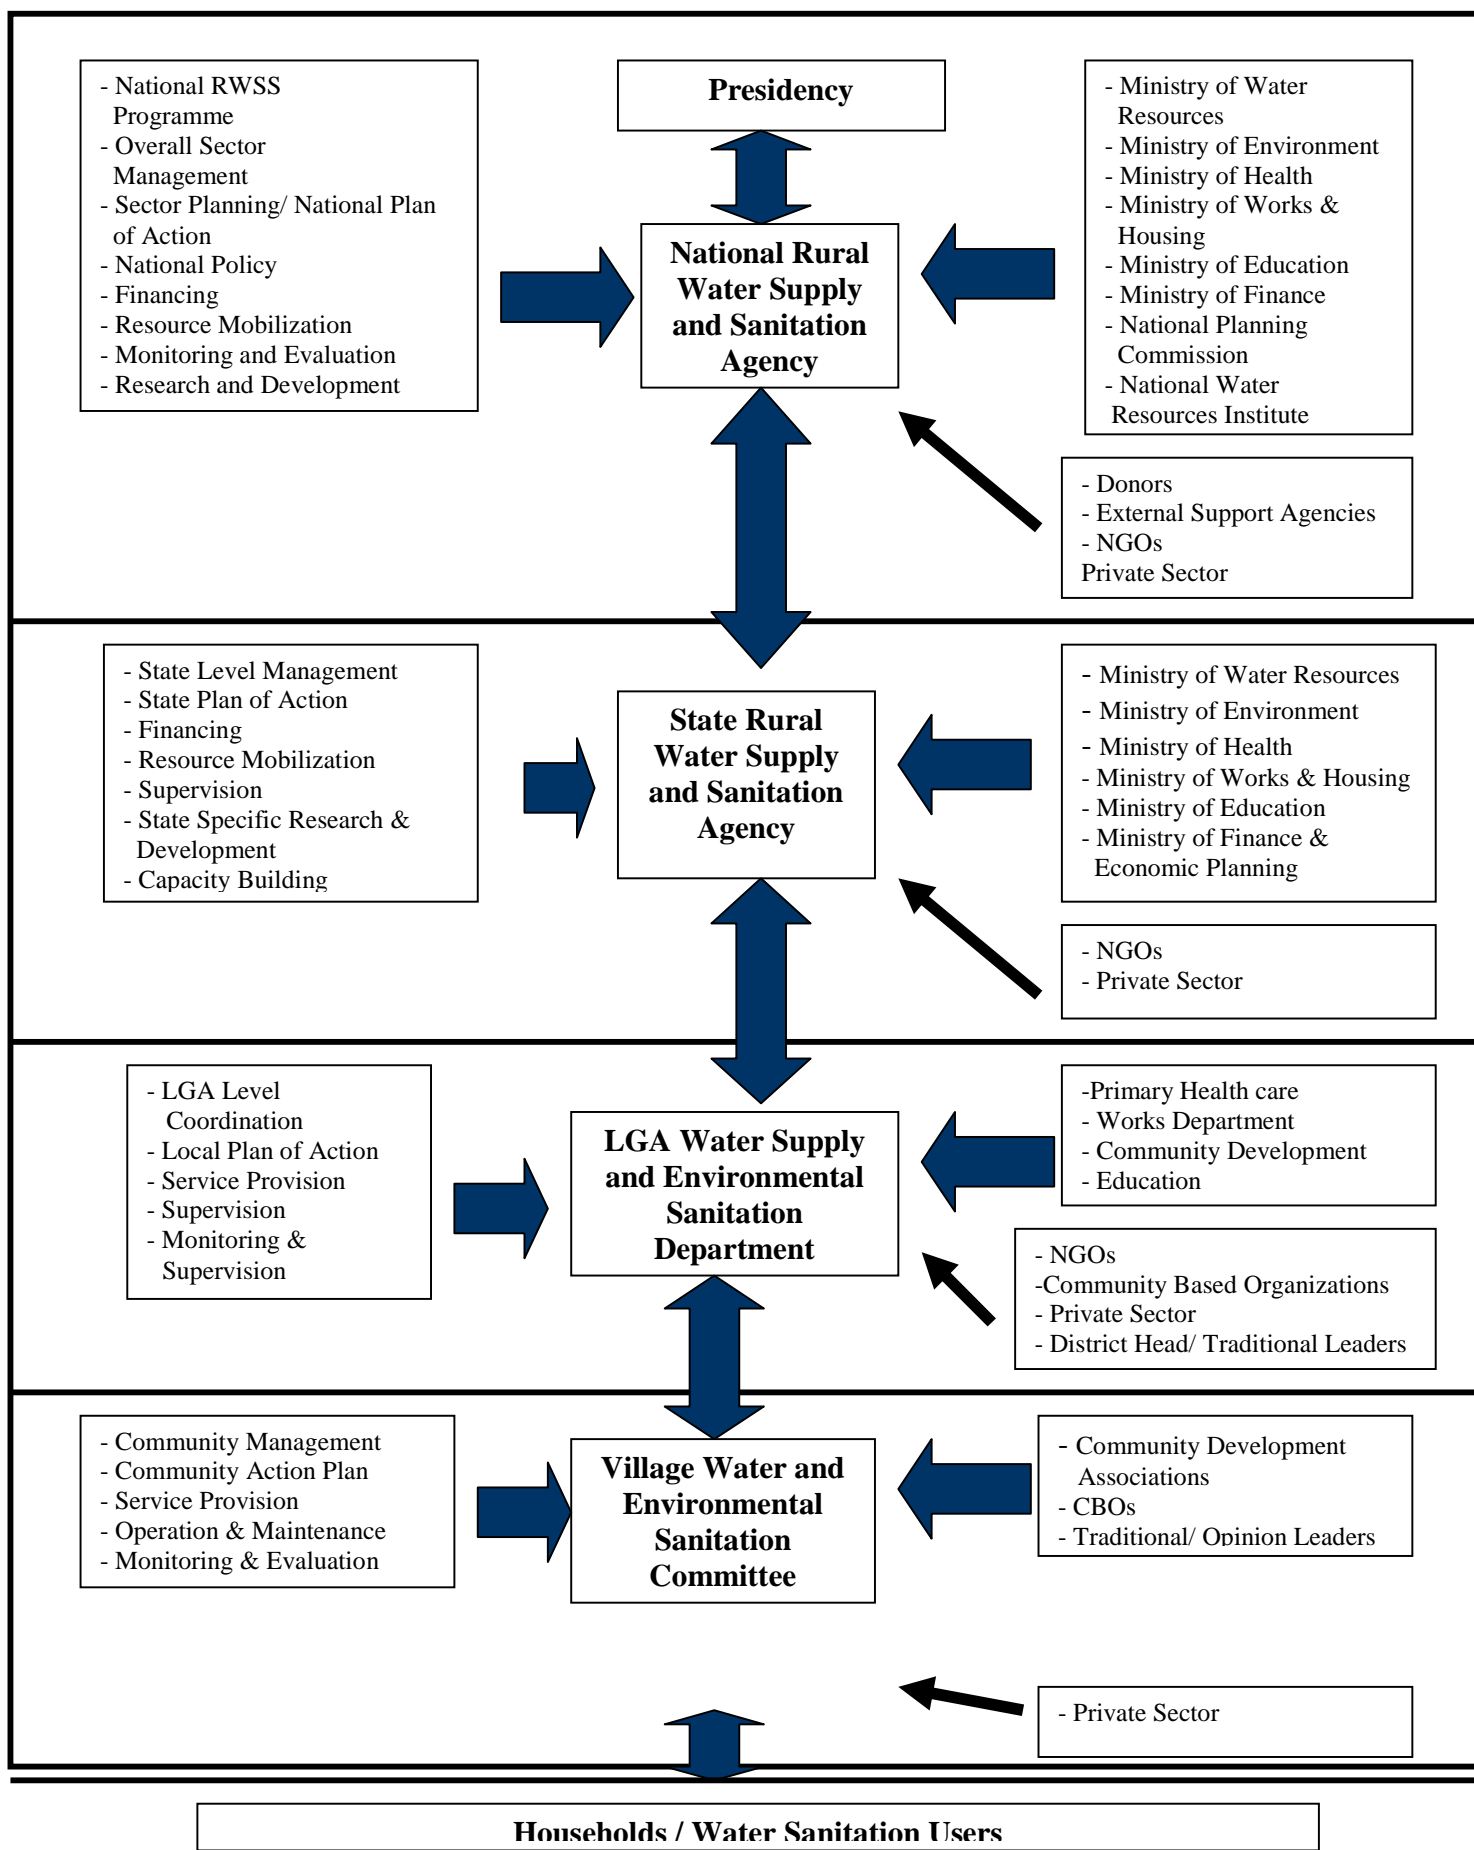 - National RWSS
Programme
- Overall Sector
Management
- Sector Planning/ National Plan
of Action
- National Policy
- Financing
- Resource Mobilization
- Monitoring and Evaluation
- Research and Development
Presidency
National Rural
Water Supply
and Sanitation
Agency
- Ministry of Water
Resources
- Ministry of Environment
- Ministry of Health
- Ministry of Works &
Housing
- Ministry of Education
- Ministry of Finance
- National Planning
Commission
- National Water
Resources Institute
- Donors
- External Support Agencies
- NGOs
Private Sector
- State Level Management
- State Plan of Action
- Financing
- Resource Mobilization
- Supervision
- State Specific Research &
Development
- Capacity Building
State Rural
Water Supply
and Sanitation
Agency
- Ministry of Water Resources
- Ministry of Environment
- Ministry of Health
- Ministry of Works & Housing
- Ministry of Education
- Ministry of Finance &
Economic Planning
- NGOs
- Private Sector
- LGA Level
Coordination
- Local Plan of Action
- Service Provision
- Supervision
- Monitoring &
Supervision
LGA Water Supply
and Environmental
Sanitation
Department
-Primary Health care
- Works Department
- Community Development
- Education
- NGOs
-Community Based Organizations
- Private Sector
- District Head/ Traditional Leaders
- Community Management
- Community Action Plan
- Service Provision
- Operation & Maintenance
- Monitoring & Evaluation
Village Water and
Environmental
Sanitation
Committee
- Community Development
Associations
- CBOs
- Traditional/ Opinion Leaders
- Private Sector
Households / Water Sanitation Users